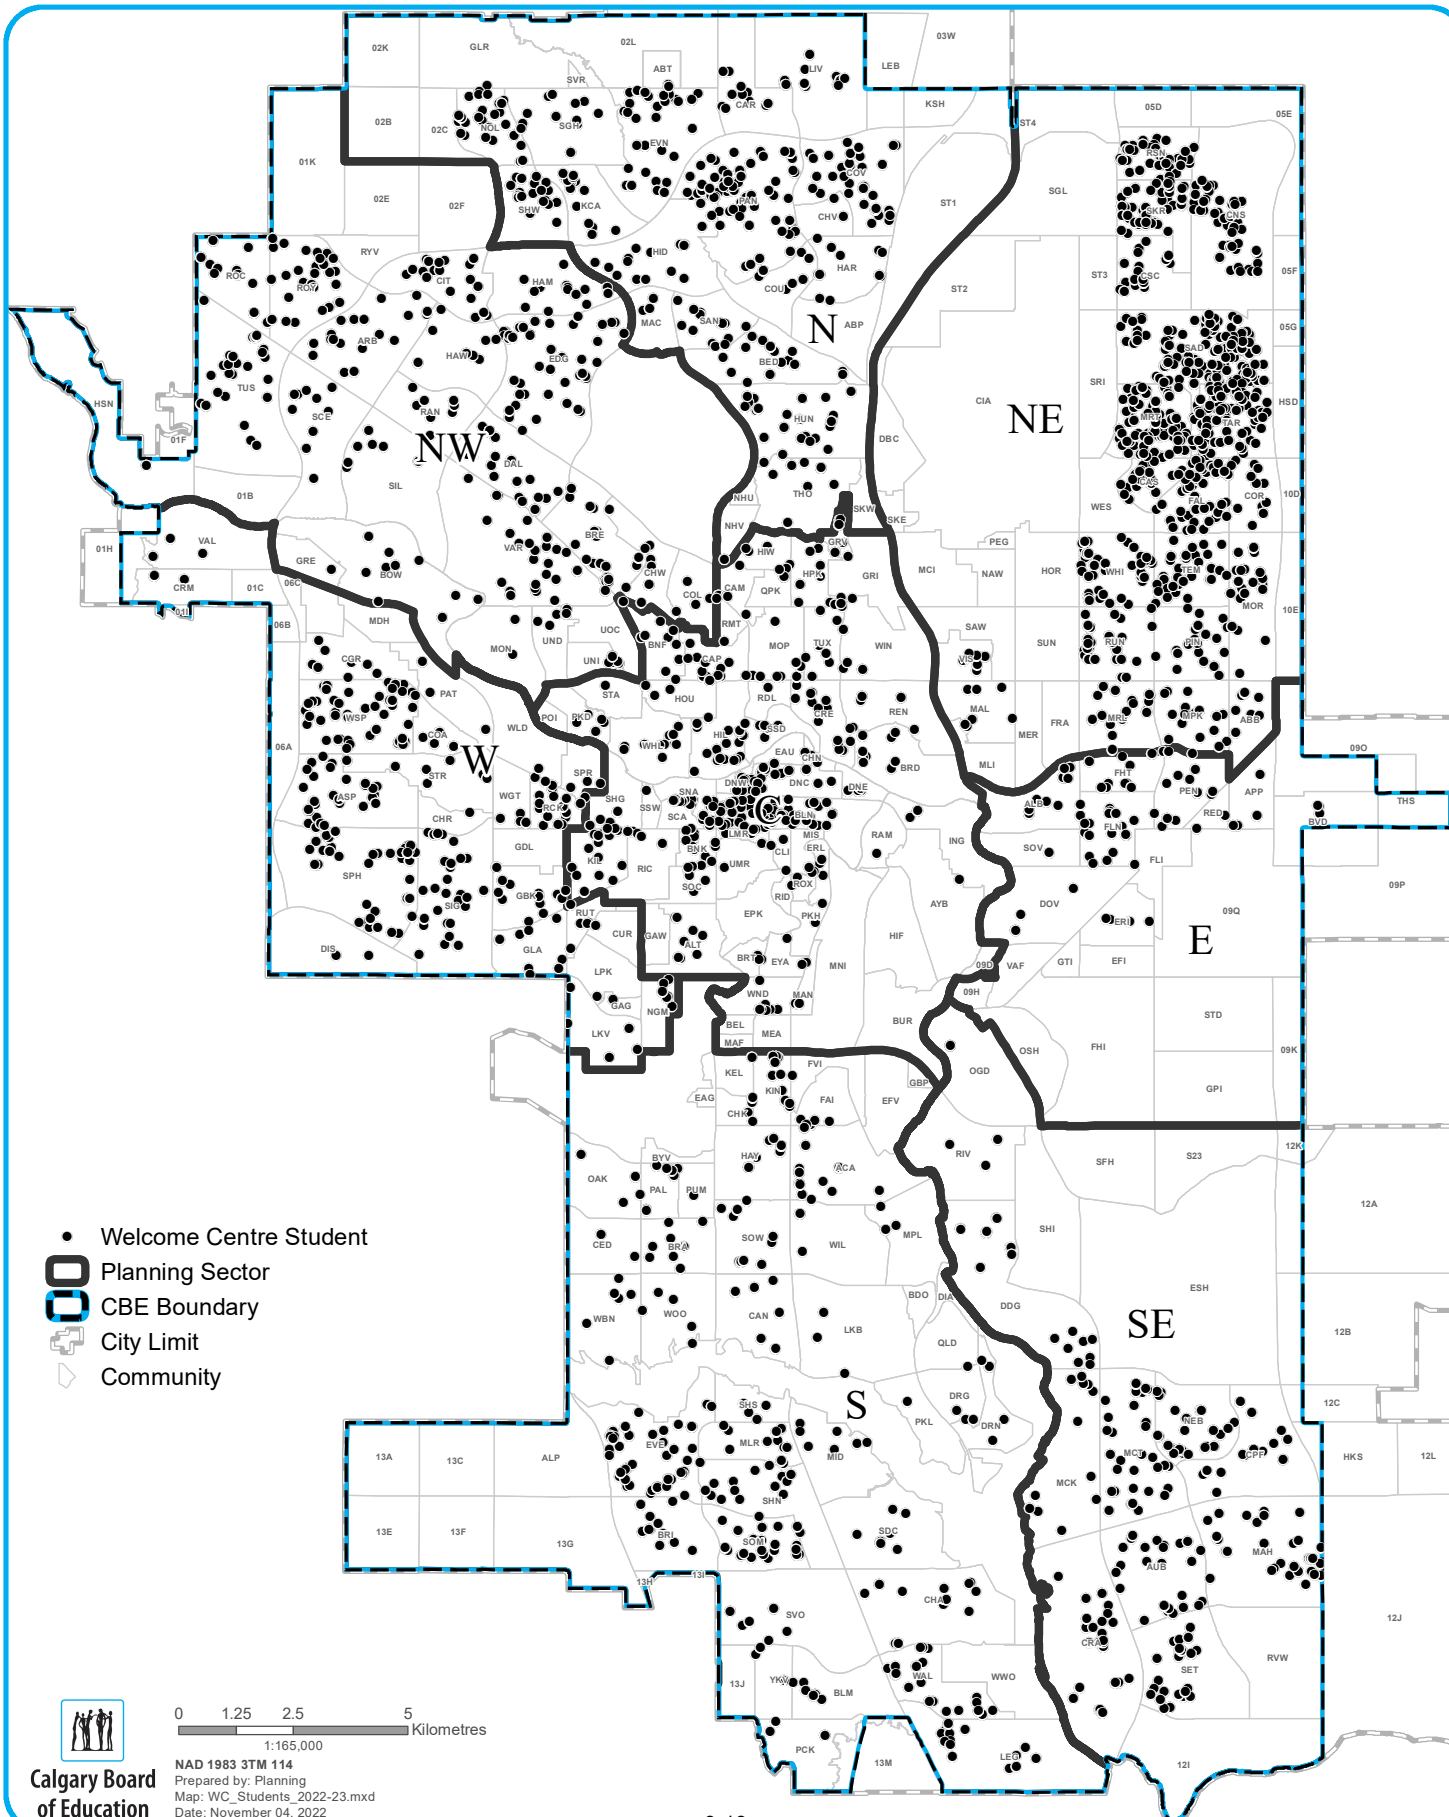 02K
GLR
02L
03W
LEB
ABT
SVR
LIV
CAR
KSH
05D
05E
ST4
02B
02C
NOL
SGH
EVN
RSN
01K
02E
02F
SHW
KCA
PAN
COV
CHV
ST1
SGL
SKR
CNS
RYV
ROC
ROY
CIT
HAM
HID
COU
HAR
ST2
ST3
CSC
05F
N
ABP
MAC
SAN
BED
05G
SAD
ARB
HAW
EDG
TUS
SCE
RAN
HSN
01F
NW
HUN
CIA
SRI
NE
HSD
MRT
TAR
DBC
DAL
SIL
01B
THO
NHU
NHV
SKW
SKE
WES
CAS
FAL
COR
10D
01H
VAL
CRM
01C
GRE
06C
BOW
VAR
BRE
CHW
COL
CAM
HIW
GRV
HPK
QPK
GRI
MCI
PEG
NAW
HOR
WHI
TEM
MOR
10E
01I
06B
MDH
MON
UND
UOC
UNI
BNF
RMT
CAP
MOP
TUX
WIN
SAW
VIS
SUN
RUN
PIN
CGR
PAT
WSP
COA
06A
W
STR
WLD
POI
PKD
STA
HOU
RDL
CRE
REN
MAL
MER
FRA
MRL
MPK
ABB
WHL
HIL
SSD
EAU
CHN
BRD
MLI
09O
ASP
CHR
WGT
SPR
RCK
SHG
SSW
SNA
SCA
DNW
DNC
DNE
C
BLN
LMR
MIS
ALB
FHT
PEN
RED
APP
BVD
THS
GDL
KIL
RIC
BNK
UMR
CLI
ERL
RAM
ING
SOV
FLN
FLI
SPH
SIG
GBK
RUT
SOC
ROX
RID
PKH
EPK
AYB
DOV
ERI
09Q
09P
E
DIS
GLA
CUR
GAW
ALT
BRT
EYA
MNI
HIF
09D
VAF
GTI
EFI
LPK
GAG
NGM
LKV
WND
MAN
BEL
MEA
MAF
BUR
09H
STD
KEL
FVI
KIN
EAG
CHK
FAI
EFV
GBP
OGD
OSH
FHI
09K
GPI
RIV
SFH
S23
12K
OAK
BYV
PAL
PUM
HAY
ACA
12A
CED
BRA
SOW
WIL
MPL
SHI
ESH
Welcome Centre Student
Planning Sector
CBE Boundary
City Limit
Community
WBN
WOO
CAN
LKB
BDO
DIA
DDG
SE
12B
QLD
S
SHS
PKL
DRG
DRN
NEB
12C
13A
13C
ALP
EVE
MLR
MID
MCT
CPF
HKS
12L
SHN
MCK
13E
13F
13G
BRI
SOM
SDC
AUB
MAH
13H
13I
SVO
CHA
CRA
12J
13J
YKV
BLM
WAL
WWO
SET
RVW
PCK
13M
LEG
12I
0 1.25 2.5 5
Kilometres
1:165,000
NAD 1983 3TM 114
Prepared by: Planning
Map: WC_Students_2022-23.mxd
Date: November 04, 2022
Calgary Board
of Education